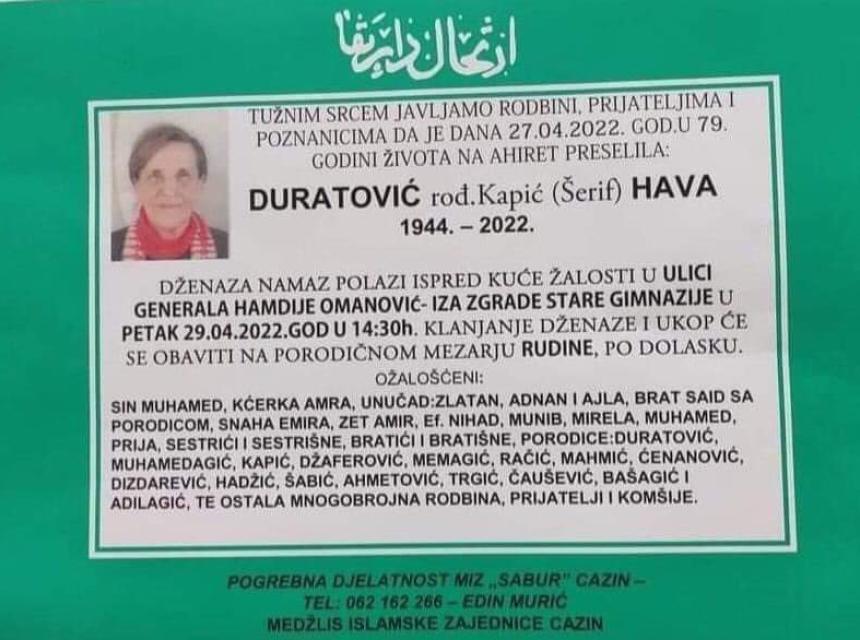 ارتحال دار بقا
TUŽNIM SRCEM JAVLJAMO RODBINI, PRIJATELJIMA I
POZNANICIMA DA JE DANA 27.04.2022. GOD.U 79.
GODINI ŽIVOTA NA AHIRET PRESELILA:
DURATOVIĆ rođ.Kapić (Šerif) HAVA
1944. – 2022.
DŽENAZA NAMAZ POLAZI ISPRED KUĆE ŽALOSTI U ULICI
GENERALA HAMDIJE OMANOVIĆ- IZA ZGRADE STARE GIMNAZIJE U
PETAK 29.04.2022.GOD U 14:30h. KLANJANJE DŽENAZE I UKOP ĆE
SE OBAVITI NA PORODIČNOM MEZARJU RUDINE, PO DOLASKU.
OŽALOŠĆENI:
SIN MUHAMED, KĆERKA AMRA, UNUČAD:ZLATAN, ADNAN I AJLA, BRAT SAID SA
PORODICOM, SNAHA EMIRA, ZET AMIR, Ef. NIHAD, MUNIB, MIRELA, MUHAMED,
PRIJA, SESTRIĆI I SESTRIŠNE, BRATIĆI I BRATIŠNE, PORODICE:DURATOVIĆ,
MUHAMEDAGIĆ, KAPIĆ, DŽAFEROVIĆ, MEMAGIĆ, RAČIĆ, MAHMIĆ, ĆENANOVIĆ,
DIZDAREVIĆ, HADŽIĆ, ŠABIĆ, AHMETOVIĆ, TRGIĆ, ČAUŠEVIĆ, BAŠAGIĆ I
ADILAGIĆ, TE OSTALA MNOGOBROJNA RODBINA, PRIJATELJI I KOMŠIJE.
POGREBNA DJELATNOST MIZ „SABUR" CAZIN –
TEL: 062 162 266 – EDIN MURIĆ
MEDŽLIS ISLAMSKE ZAJEDNICE CAZIN